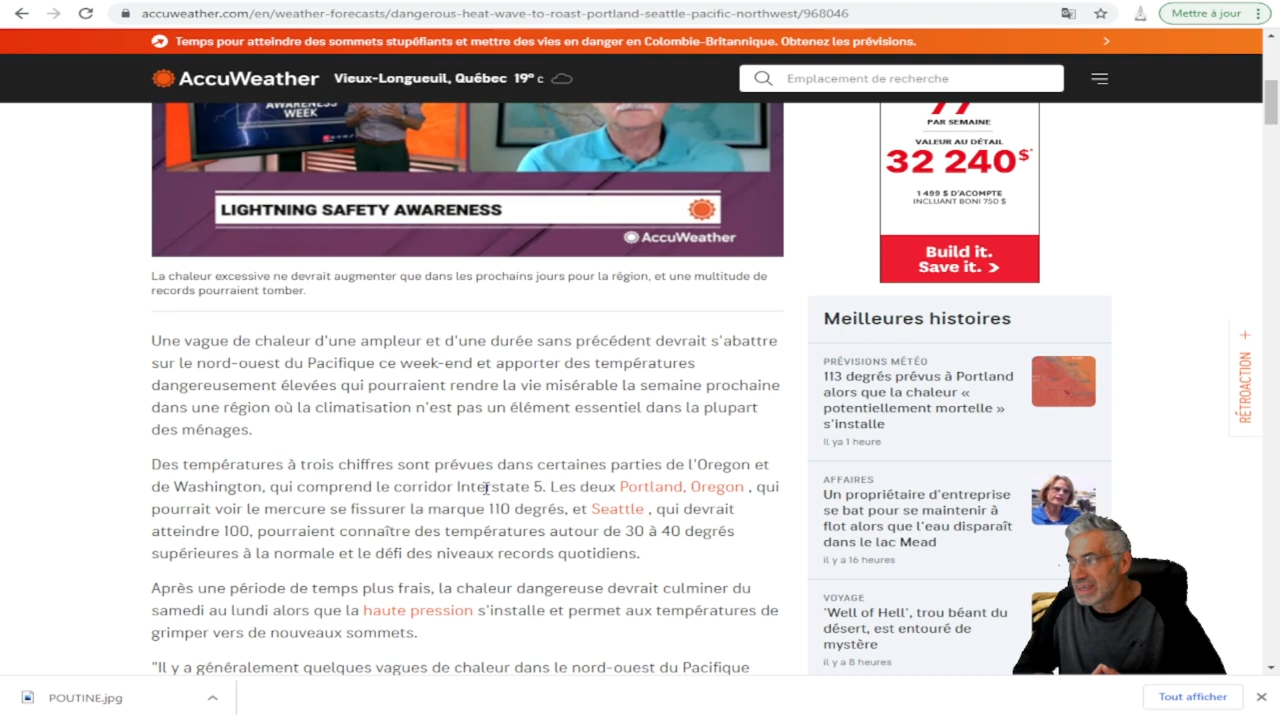 accuweather.com/en/weather-forecasts/dangerous-heat-wave-to-roast-portland-seattle-pacific-northwest/968046
Mettre à jour
Temps pour atteindre des sommets stupéfiants et mettre des vies en danger en Colombie-Britannique. Obtenez les prévisions.
AccuWeather
Vieux-Longueuil, Québec 19° C
Emplacement de recherche
AWARENESS
WEEK
LIGHTNING SAFETY AWARENESS
AccuWeather
La chaleur excessive ne devrait augmenter que dans les prochains jours pour la région, et une multitude de
records pourraient tomber.
Une vague de chaleur d'une ampleur et d'une durée sans précédent devrait s'abattre
sur le nord-ouest du Pacifique ce week-end et apporter des températures
dangereusement élevées qui pourraient rendre la vie misérable la semaine prochaine
dans une région où la climatisation n'est pas un élément essentiel dans la plupart
des ménages.
Des températures à trois chiffres sont prévues dans certaines parties de l'Oregon et
de Washington, qui comprend le corridor Interstate 5. Les deux Portland, Oregon , qui
pourrait voir le mercure se fissurer la marque 110 degrés, et Seattle , qui devrait
atteindre 100, pourraient connaître des températures autour de 30 à 40 degrés
supérieures à la normale et le défi des niveaux records quotidiens.
Après une période de temps plus frais, la chaleur dangereuse devrait culminer du
samedi au lundi alors que la haute pression s'installe et permet aux températures de
grimper vers de nouveaux sommets.
"Il y a généralement quelques vagues de chaleur dans le nord-ouest du Pacifique
77
PAR SEMAINE
VALEUR AU DÉTAIL
32 240$*
1 499 $ D'ACOMPTE
INCLUANT BONI 750 $
Build it.
Save it. >
Meilleures histoires
PRÉVISIONS MÉTÉO
113 degrés prévus à Portland
alors que la chaleur «
potentiellement mortelle »
s'installe
Il ya 1 heure
AFFAIRES
Un propriétaire d'entreprise
se bat pour se maintenir à
flot alors que l'eau disparaît
dans le lac Mead
il y a 16 heures
VOYAGE
'Well of Hell', trou béant du
désert, est entouré de
mystère
il y a 8 heures
RÉTROACTION +
POUTINE.jpg
Tout afficher